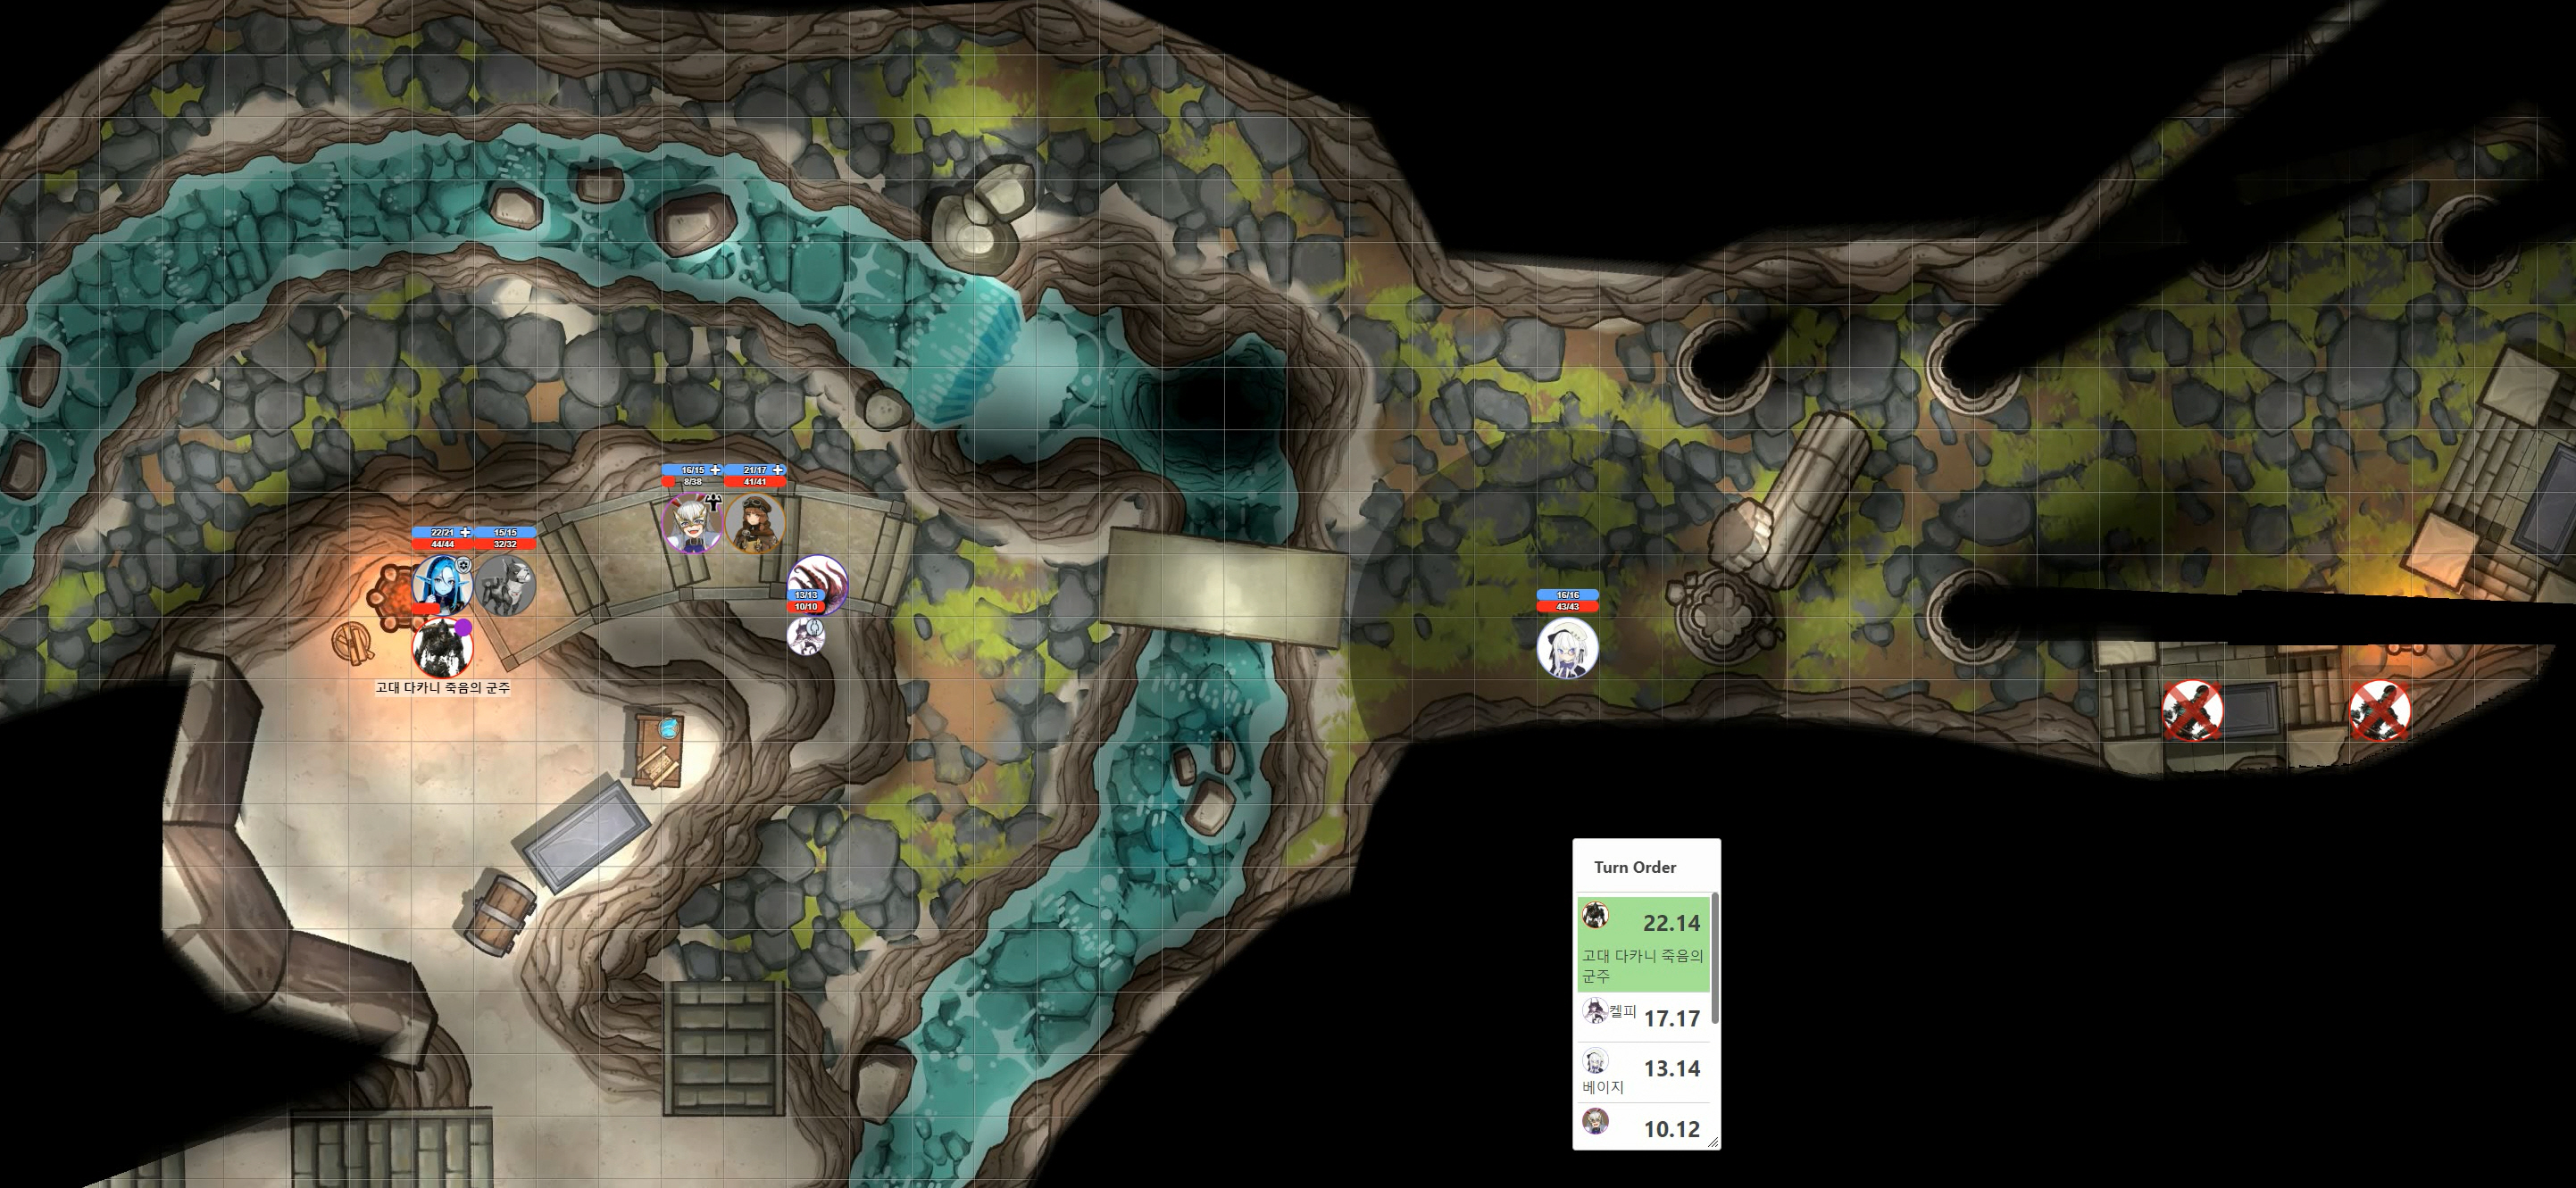 16/15
21/17
8/38
41/41
22/21
15/15
44/44
32/32
13/13
10/10
16/16
43/43
고대 다카니 죽음의 군주
Turn Order
22.14
고대 다카니 죽음의
군주
켈피
17.17
13.14
베이지
10.12